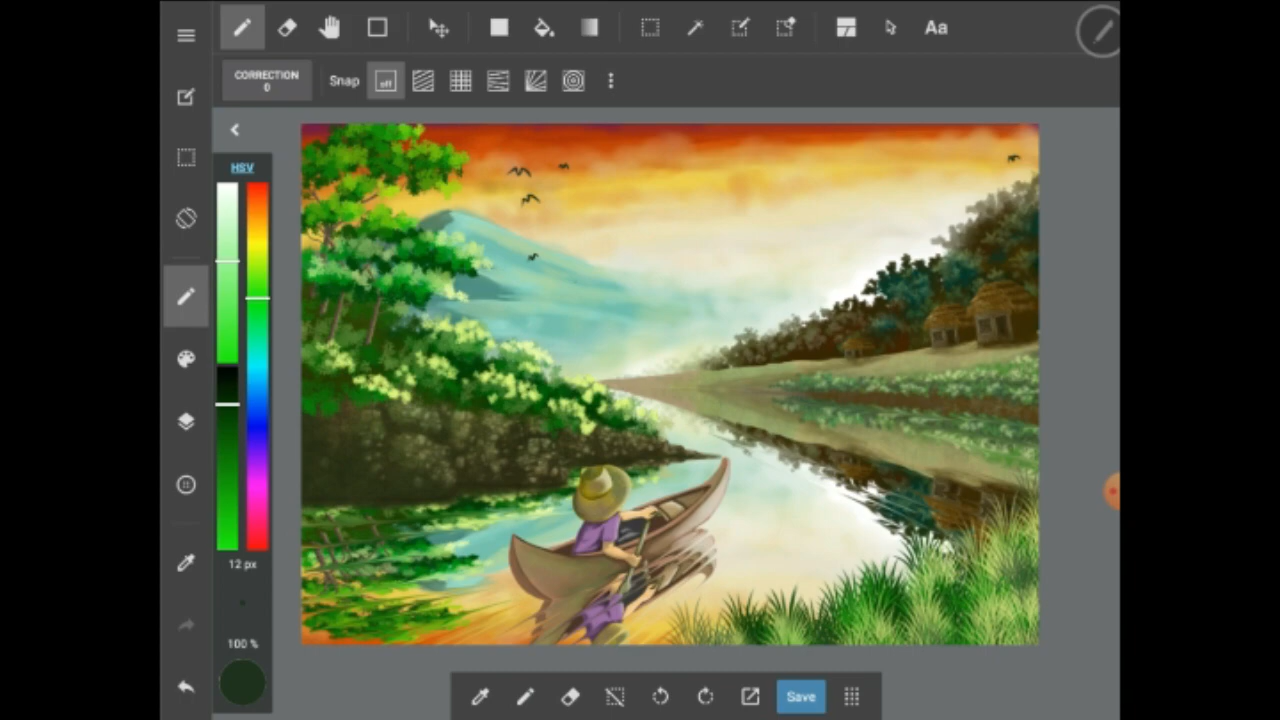 Aa
CORRECTION
0
Snap
off
HSV
12 px
100 %
Save